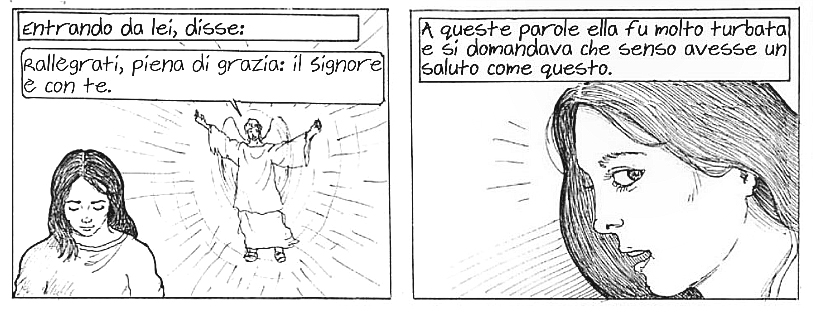 Entrando da lei, disse:
Rallegrati, piena di grazia: il Signore
è con te.
A queste parole ella fu molto turbata
e si domandava che senso avesse un
saluto come questo.